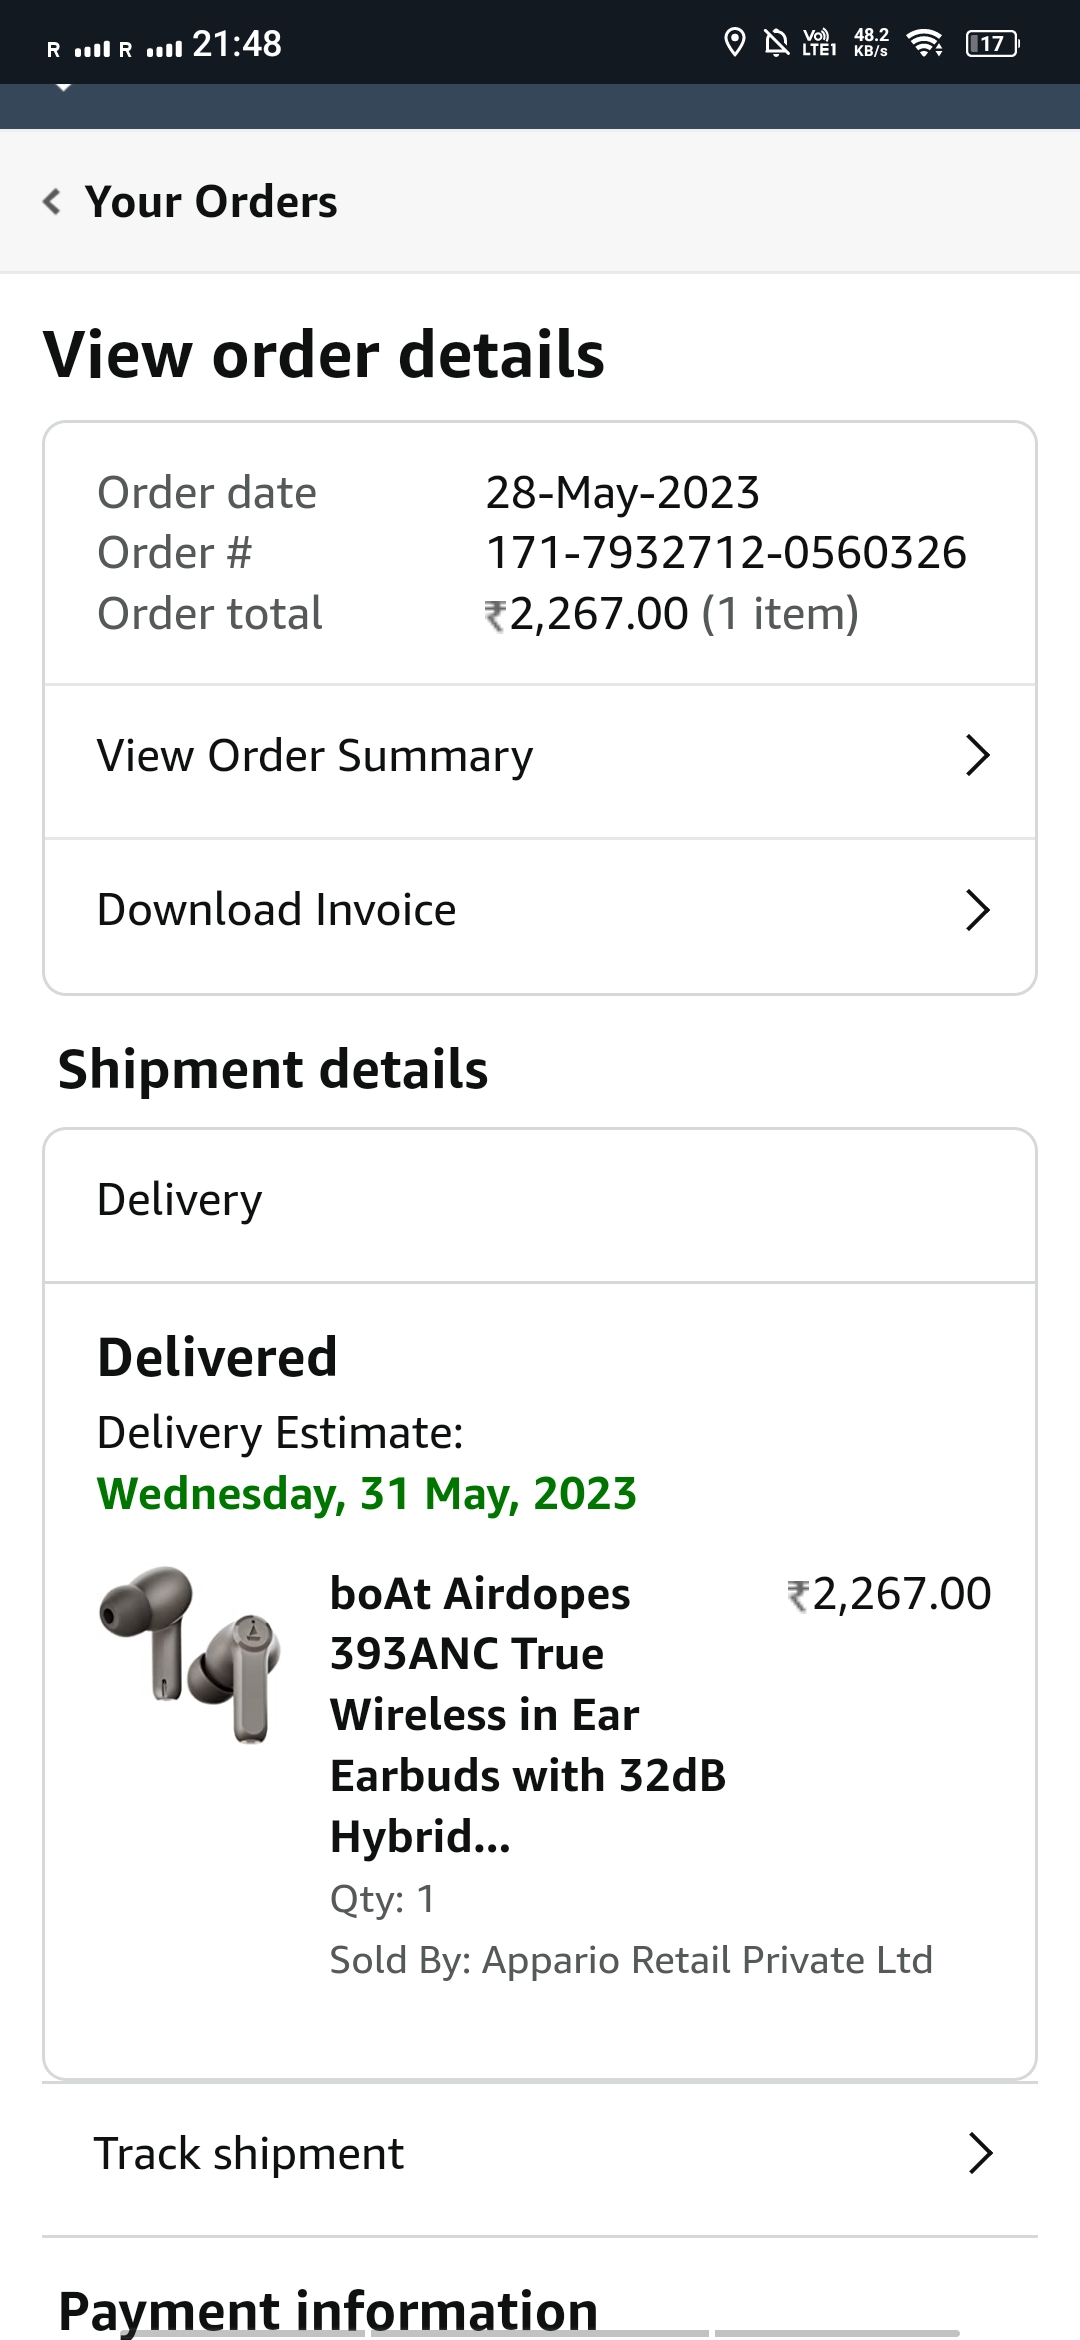 R R 21:48 Vo)) LTE1 48.2 KB/s 17
Your Orders
View order details
Order date 28-May-2023
Order # 171-7932712-0560326
Order total ₹2,267.00 (1 item)
View Order Summary
Download Invoice
Shipment details
Delivery
Delivered
Delivery Estimate:
Wednesday, 31 May, 2023
boAt Airdopes ₹2,267.00
393ANC True
Wireless in Ear
Earbuds with 32dB
Hybrid...
Qty: 1
Sold By: Appario Retail Private Ltd
Track shipment
Payment information